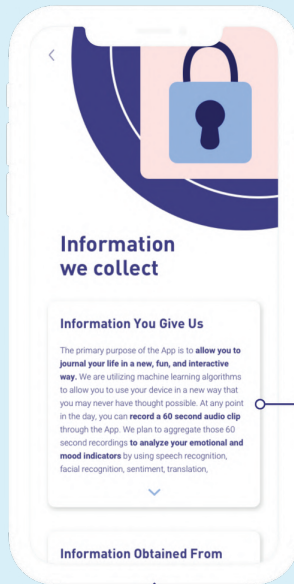 Information
we collect
Information You Give Us
The primary purpose of the App is to allow you to
journal your life in a new, fun, and interactive
way. We are utilizing machine learning algorithms
to allow you to use your device in a new way that
you may never have thought possible. At any point
in the day, you can record a 60 second audio clip
through the App. We plan to aggregate those 60
second recordings to analyze your emotional and
mood indicators by using speech recognition,
facial recognition, sentiment, translation,
Information Obtained From